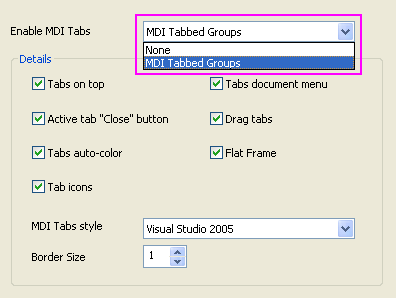 Enable MDI Tabs MDI Tabbed Groups
None
MDI Tabbed Groups
Details
Tabs on top Tabs document menu
Active tab "Close" button Drag tabs
Tabs auto-color Flat Frame
Tab icons
MDI Tabs style Visual Studio 2005
Border Size 1